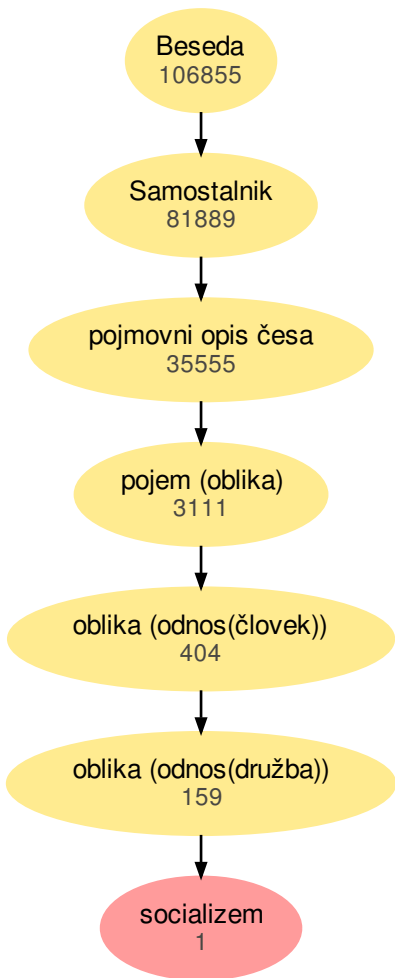 Beseda
106855
Samostalnik
81889
pojmovni opis česa
35555
pojem (oblika)
3111
oblika (odnos(človek))
404
oblika (odnos(družba))
159
socializem
1